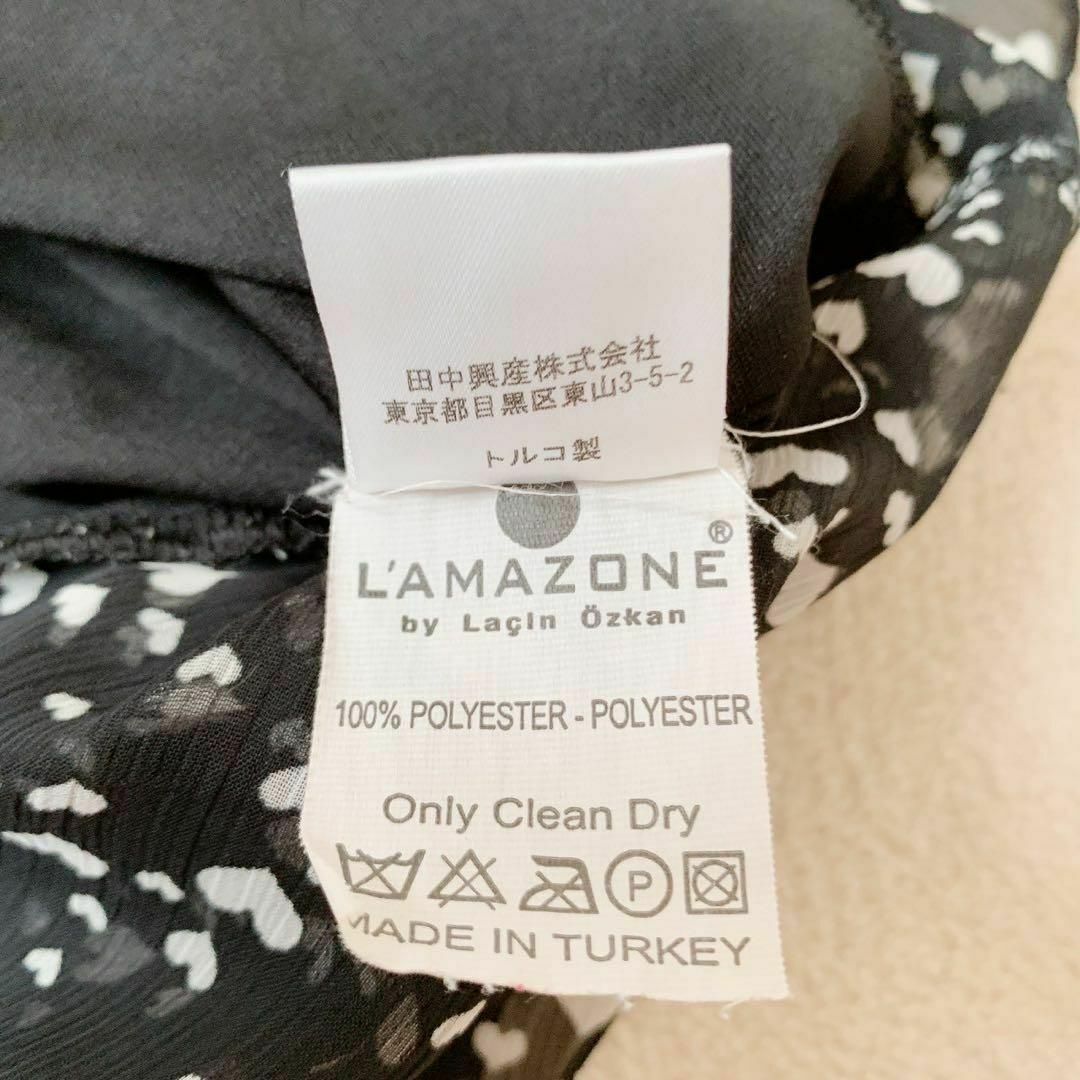 田中興産株式会社
東京都目黒区東山3-5-2
トルコ製
L'AMAZONE®
by Laçin Özkan
100% POLYESTER - POLYESTER
Only Clean Dry
P
MADE IN TURKEY